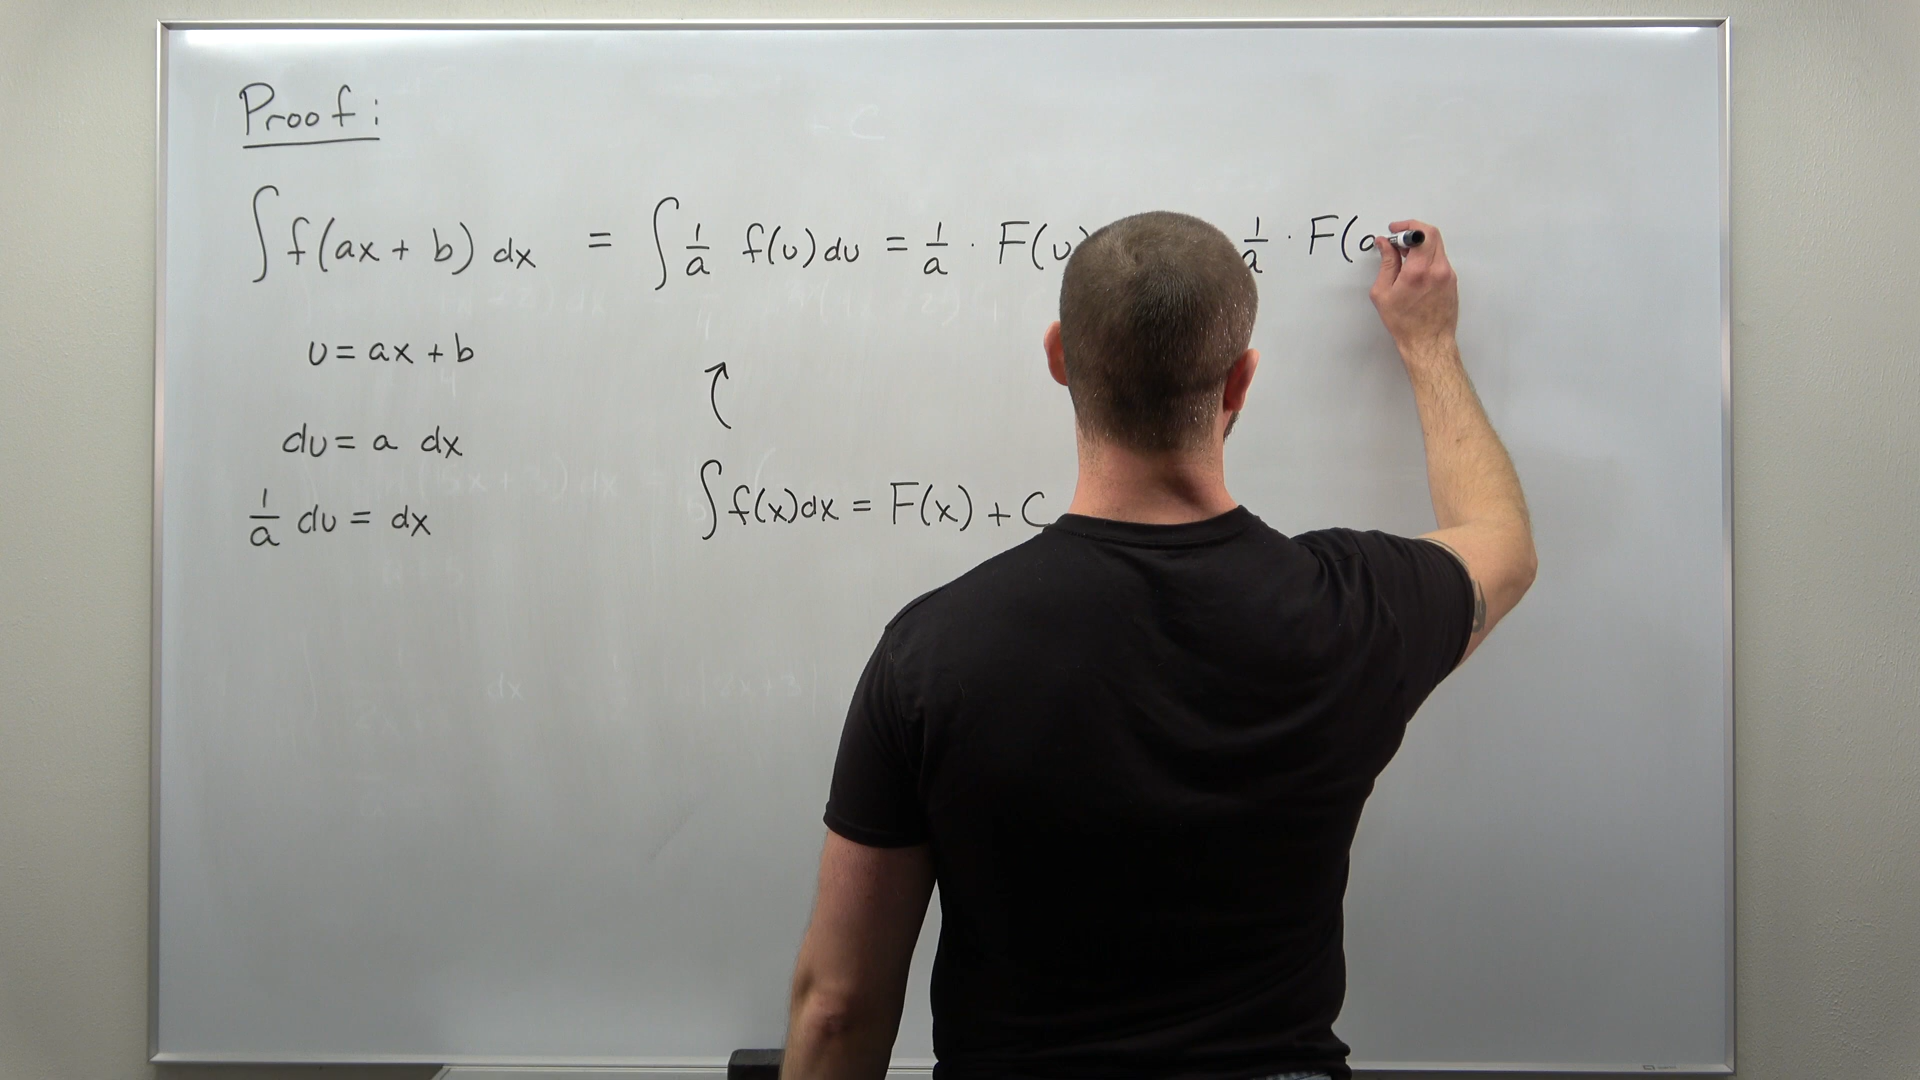 Proof:
∫ f(ax + b) dx = ∫ 1/a f(u) du = 1/a · F(u) 1/a · F(a
u = ax + b
du = a dx
1/a du = dx
∫ f(x)dx = F(x) + C